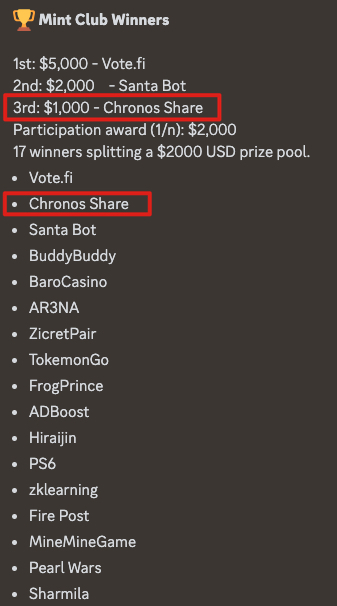 🏆 Mint Club Winners
1st: $5,000 - Vote.fi
2nd: $2,000 - Santa Bot
3rd: $1,000 - Chronos Share
Participation award (1/n): $2,000
17 winners splitting a $2000 USD prize pool.
• Vote.fi
• Chronos Share
• Santa Bot
• BuddyBuddy
• BaroCasino
• AR3NA
• ZicretPair
• TokemonGo
• FrogPrince
• ADBoost
• Hiraijin
• PS6
• zklearning
• Fire Post
• MineMineGame
• Pearl Wars
• Sharmila